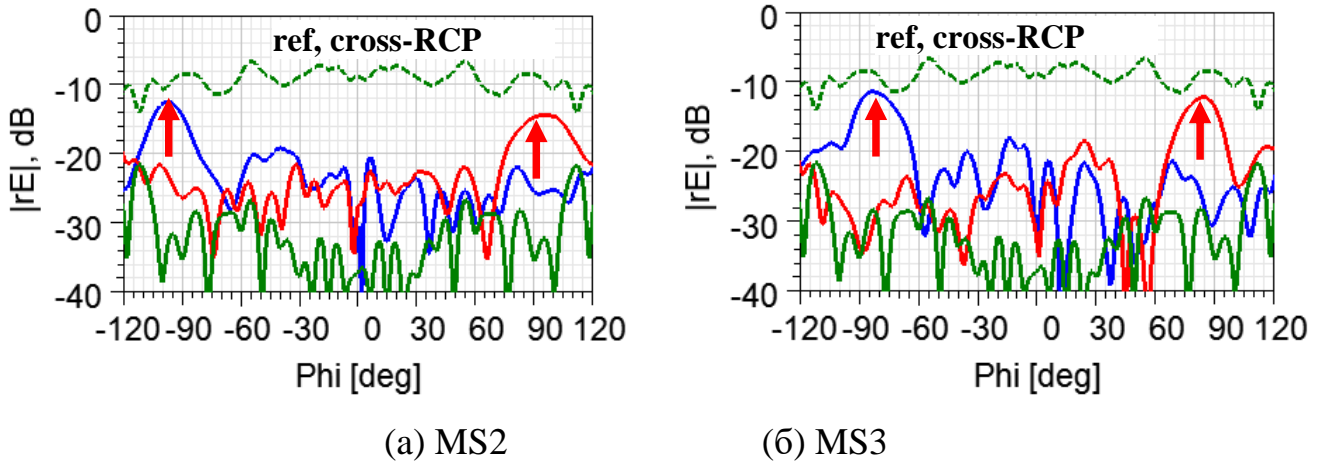 ref, cross-RCP
|rE|, dB
0
-10
-20
-30
-40
-120 -90 -60 -30 0 30 60 90 120
Phi [deg]
(a) MS2
ref, cross-RCP
|rE|, dB
0
-10
-20
-30
-40
-120 -90 -60 -30 0 30 60 90 120
Phi [deg]
(б) MS3